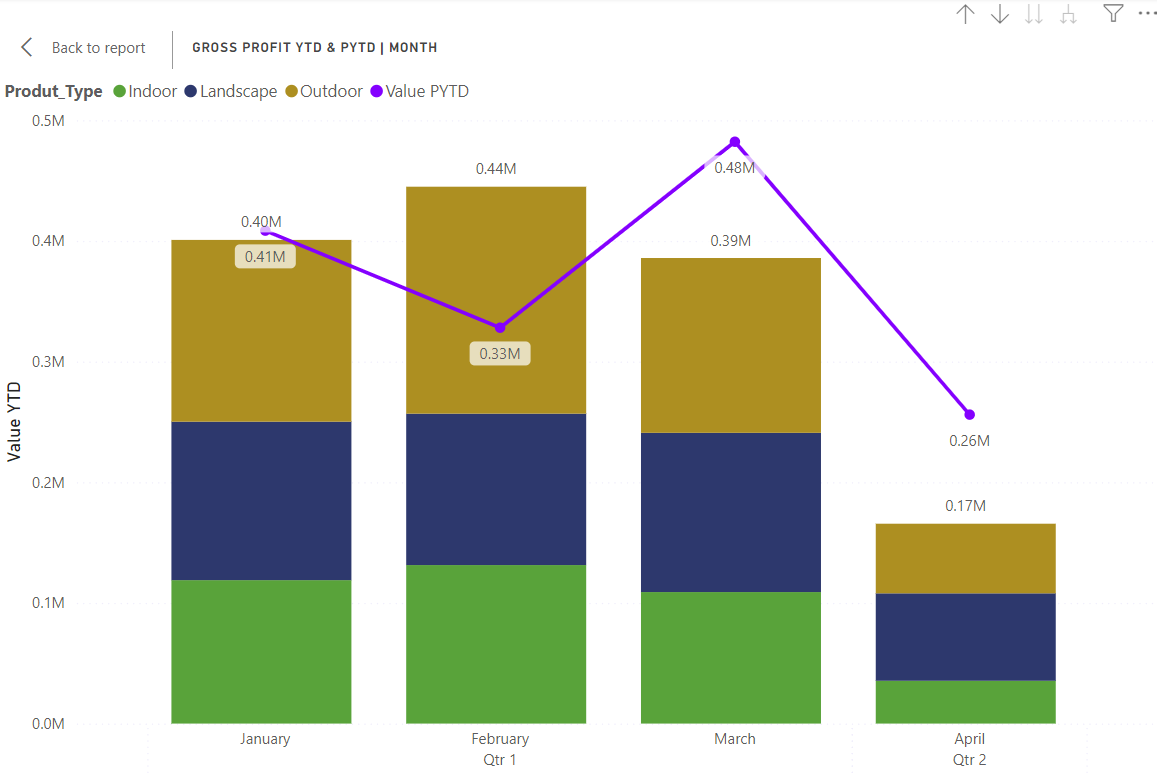 Back to report
GROSS PROFIT YTD & PYTD | MONTH
Produt_Type Indoor Landscape Outdoor Value PYTD
0.5M
0.4M
0.3M
0.2M
0.1M
0.0M
Value YTD
0.40M
0.41M
0.44M
0.33M
0.48M
0.39M
0.26M
0.17M
January February March April
Qtr 1 Qtr 2